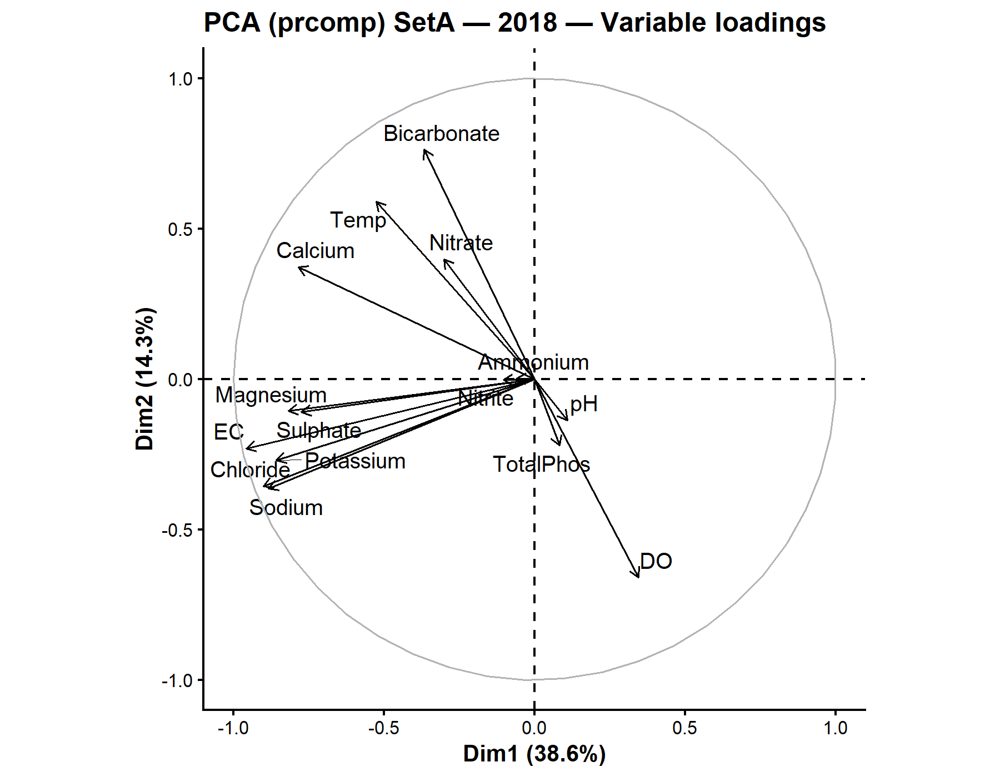 PCA (prcomp) SetA — 2018 — Variable loadings
1.0
0.5
0.0
-0.5
-1.0
Dim2 (14.3%)
Bicarbonate
Temp
Nitrate
Calcium
Ammonium
Magnesium
Nitrite
pH
EC
Sulphate
Chloride
Potassium
TotalPhos
Sodium
DO
-1.0
-0.5
0.0
0.5
1.0
Dim1 (38.6%)